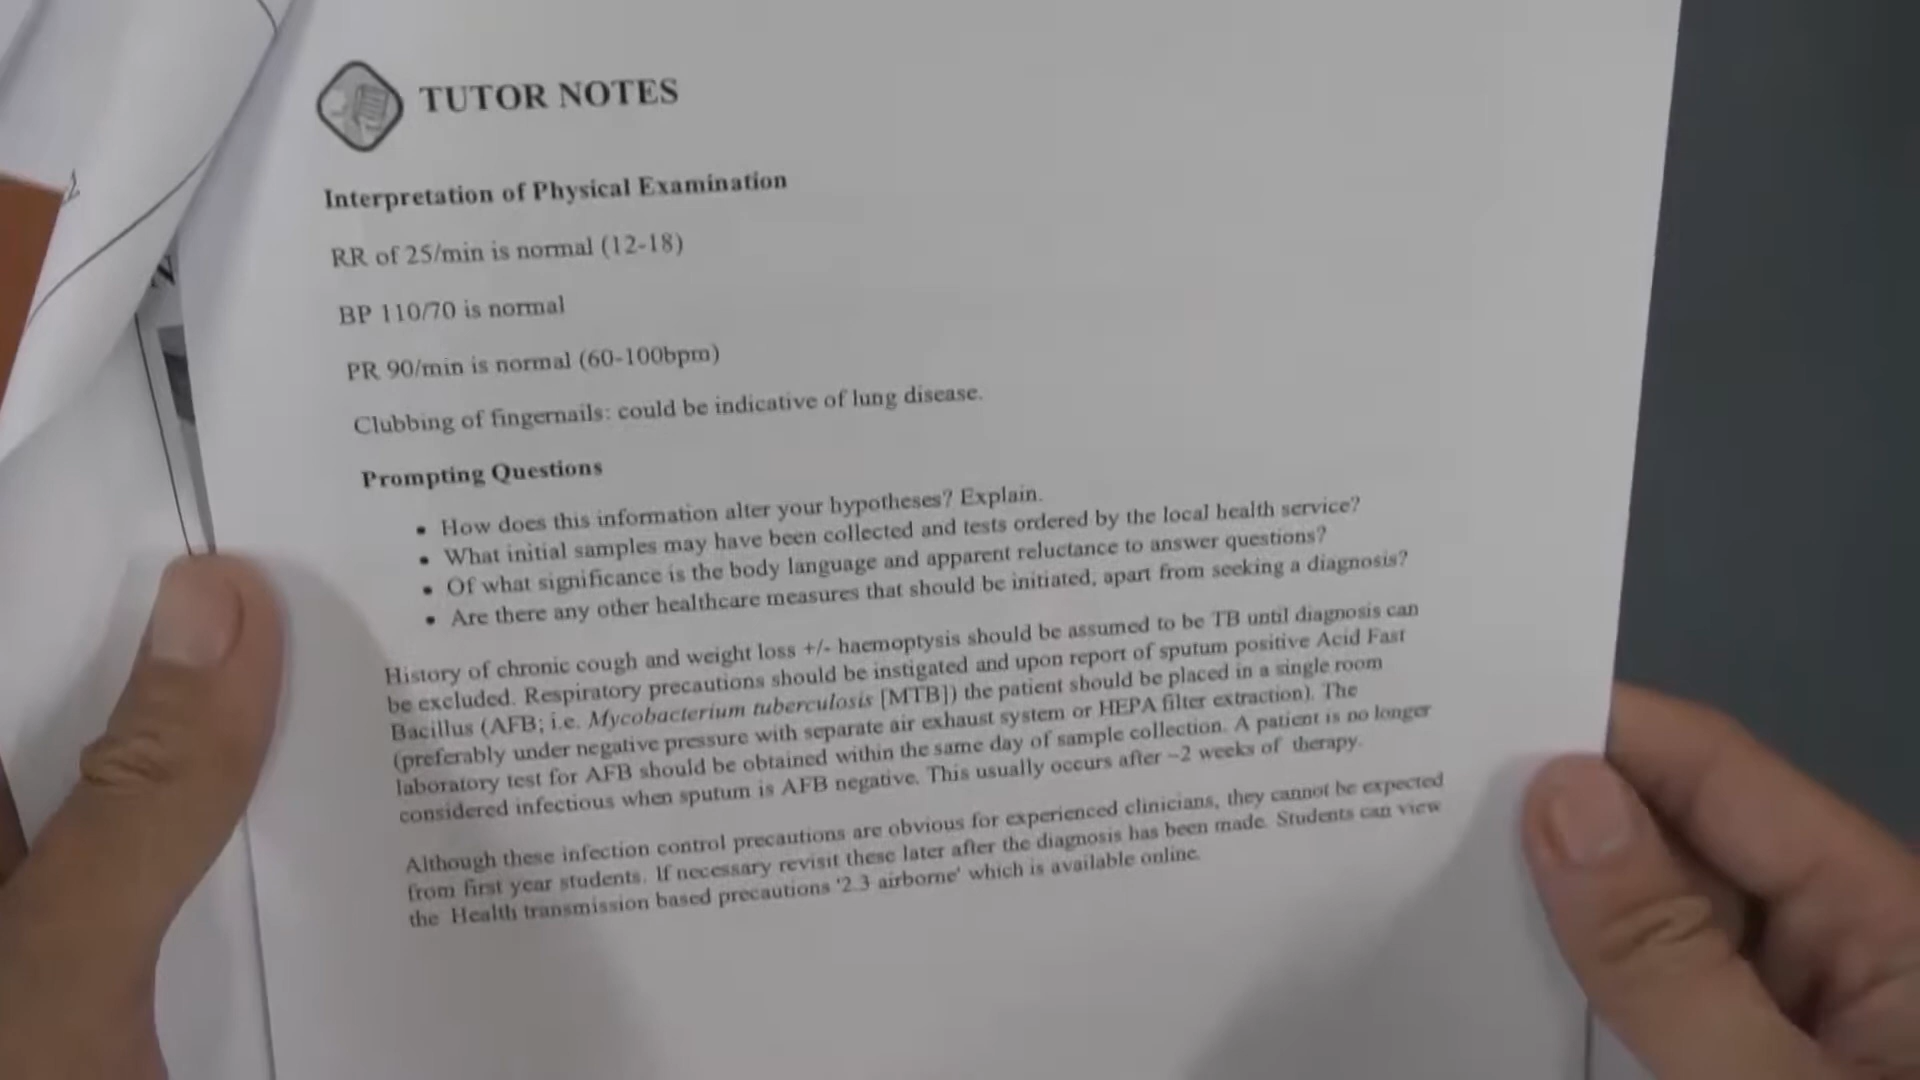 TUTOR NOTES
Interpretation of Physical Examination
RR of 25/min is normal (12-18)
BP 110/70 is normal
PR 90/min is normal (60-100bpm)
Clubbing of fingernails: could be indicative of lung disease.
Prompting Questions
• How does this information alter your hypotheses? Explain.
• What initial samples may have been collected and tests ordered by the local health service?
• Of what significance is the body language and apparent reluctance to answer questions?
• Are there any other healthcare measures that should be initiated, apart from seeking a diagnosis?
History of chronic cough and weight loss +/- haemoptysis should be assumed to be TB until diagnosis can
be excluded. Respiratory precautions should be instigated and upon report of sputum positive Acid Fast
Bacillus (AFB; i.e. Mycobacterium tuberculosis [MTB]) the patient should be placed in a single room
(preferably under negative pressure with separate air exhaust system or HEPA filter extraction). The
laboratory test for AFB should be obtained within the same day of sample collection. A patient is no longer
considered infectious when sputum is AFB negative. This usually occurs after ~2 weeks of therapy.
Although these infection control precautions are obvious for experienced clinicians, they cannot be expected
from first year students. If necessary revisit these later after the diagnosis has been made. Students can view
the Health transmission based precautions '2.3 airborne' which is available online.
N